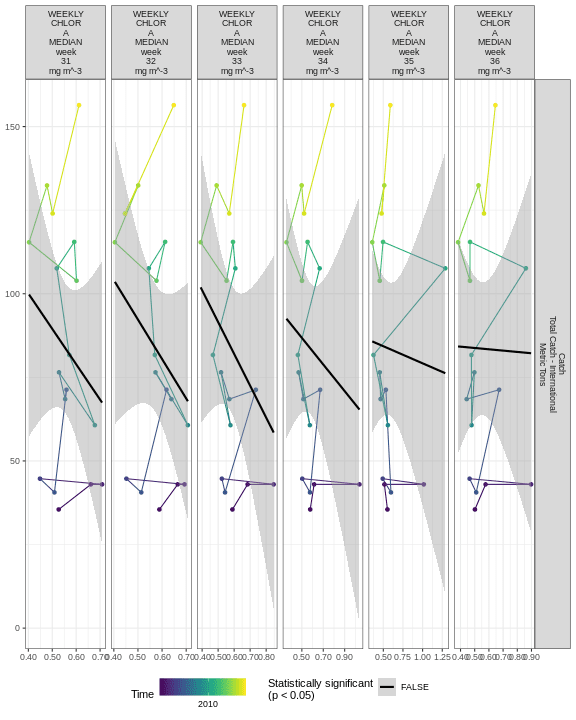 WEEKLY
CHLOR
A
MEDIAN
week
31
mg m^-3
WEEKLY
CHLOR
A
MEDIAN
week
32
mg m^-3
WEEKLY
CHLOR
A
MEDIAN
week
33
mg m^-3
WEEKLY
CHLOR
A
MEDIAN
week
34
mg m^-3
WEEKLY
CHLOR
A
MEDIAN
week
35
mg m^-3
WEEKLY
CHLOR
A
MEDIAN
week
36
mg m^-3
150
100
50
0
Catch
Total Catch - International
Metric Tons
0.40 0.50 0.60 0.70
0.40 0.50 0.60 0.70
0.40 0.50 0.60 0.70 0.80
0.50 0.70 0.90
0.50 0.75 1.00 1.25
0.40 0.50 0.60 0.70 0.80 0.90
Time
2010
Statistically significant
(p < 0.05)
FALSE